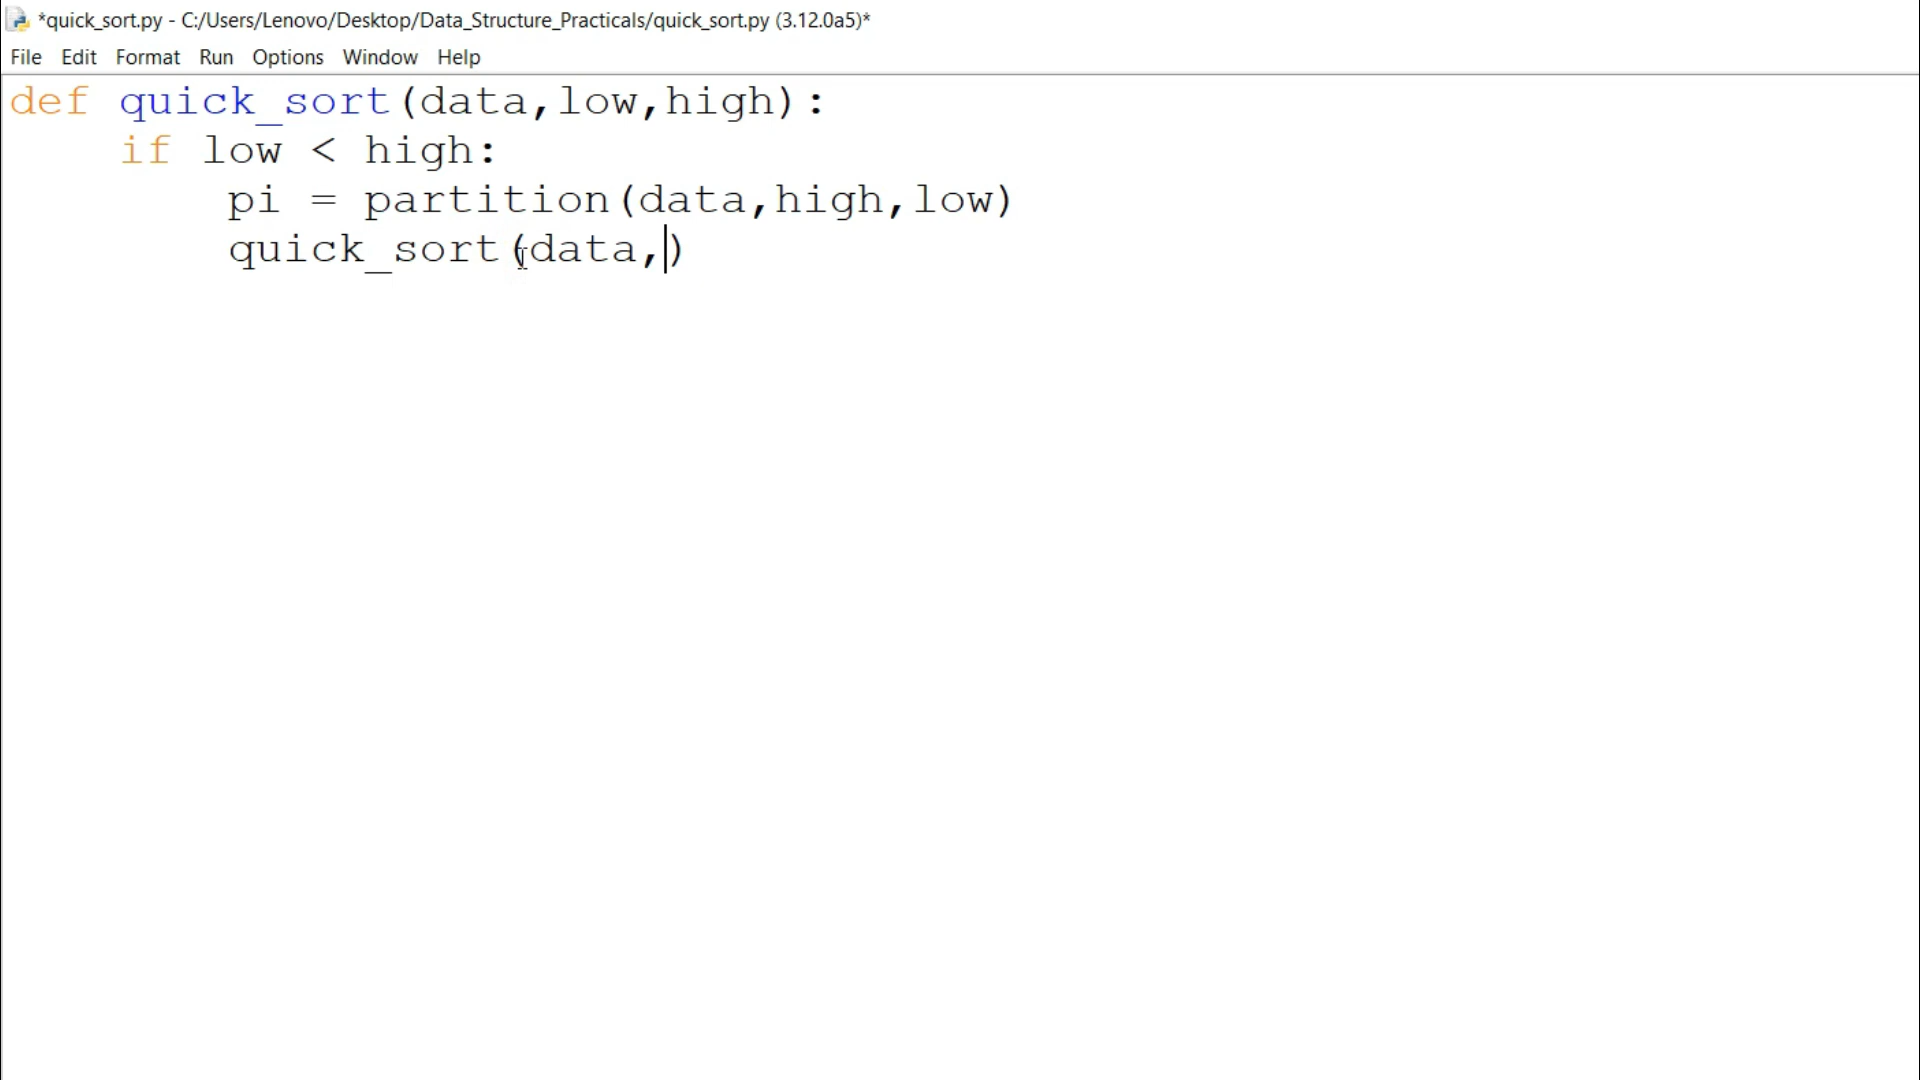 *quick_sort.py - C:/Users/Lenovo/Desktop/Data_Structure_Practicals/quick_sort.py (3.12.0a5)*
File Edit Format Run Options Window Help
def quick_sort(data,low,high):
    if low < high:
        pi = partition(data,high,low)
        quick_sort(data,)